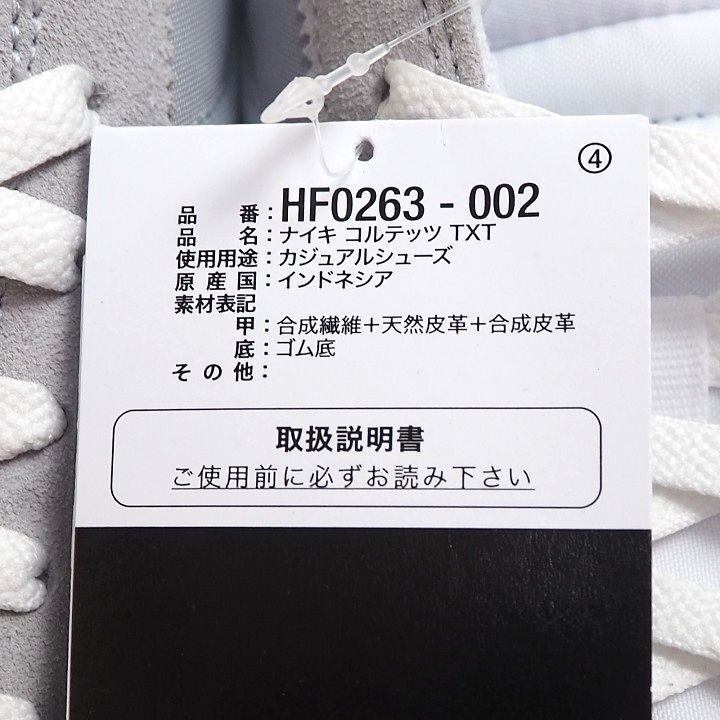 ④
品番：HF0263 - 002
品名：ナイキ コルテッツ TXT
使用用途：カジュアルシューズ
原産国：インドネシア
素材表記
甲：合成繊維＋天然皮革＋合成皮革
底：ゴム底
その他：
取扱説明書
ご使用前に必ずお読み下さい